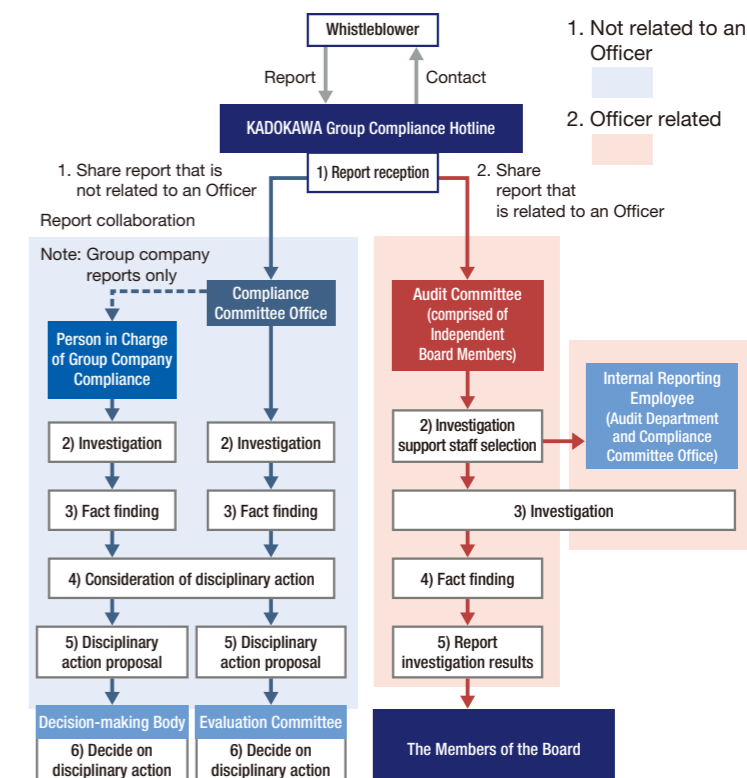 Whistleblower
Report
Contact
1. Not related to an
Officer
2. Officer related
KADOKAWA Group Compliance Hotline
1) Report reception
1. Share report that is
not related to an Officer
2. Share
report that
is related to an Officer
Report collaboration
Note: Group company
reports only
Compliance
Committee Office
Person in Charge
of Group Company
Compliance
2) Investigation
2) Investigation
3) Fact finding
3) Fact finding
4) Consideration of disciplinary action
5) Disciplinary
action proposal
5) Disciplinary
action proposal
Decision-making Body
Evaluation Committee
6) Decide on
disciplinary action
6) Decide on
disciplinary action
Audit Committee
(comprised of
Independent
Board Members)
2) Investigation
support staff selection
Internal Reporting
Employee
(Audit Department
and Compliance
Committee Office)
3) Investigation
4) Fact finding
5) Report
investigation results
The Members of the Board